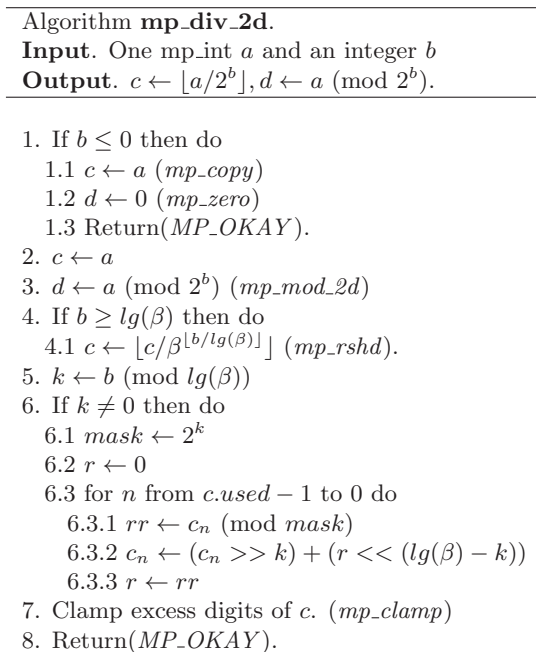 Algorithm mp_div_2d.
Input. One mp_int a and an integer b
Output. c ← ⌊a/2^b⌋, d ← a (mod 2^b).
1. If b ≤ 0 then do
1.1 c ← a (mp_copy)
1.2 d ← 0 (mp_zero)
1.3 Return(MP_OKAY).
2. c ← a
3. d ← a (mod 2^b) (mp_mod_2d)
4. If b ≥ lg(β) then do
4.1 c ← ⌊c/β^⌊b/lg(β)⌋⌋ (mp_rshd).
5. k ← b (mod lg(β))
6. If k ≠ 0 then do
6.1 mask ← 2^k
6.2 r ← 0
6.3 for n from c.used − 1 to 0 do
6.3.1 rr ← c_n (mod mask)
6.3.2 c_n ← (c_n >> k) + (r << (lg(β) − k))
6.3.3 r ← rr
7. Clamp excess digits of c. (mp_clamp)
8. Return(MP_OKAY).